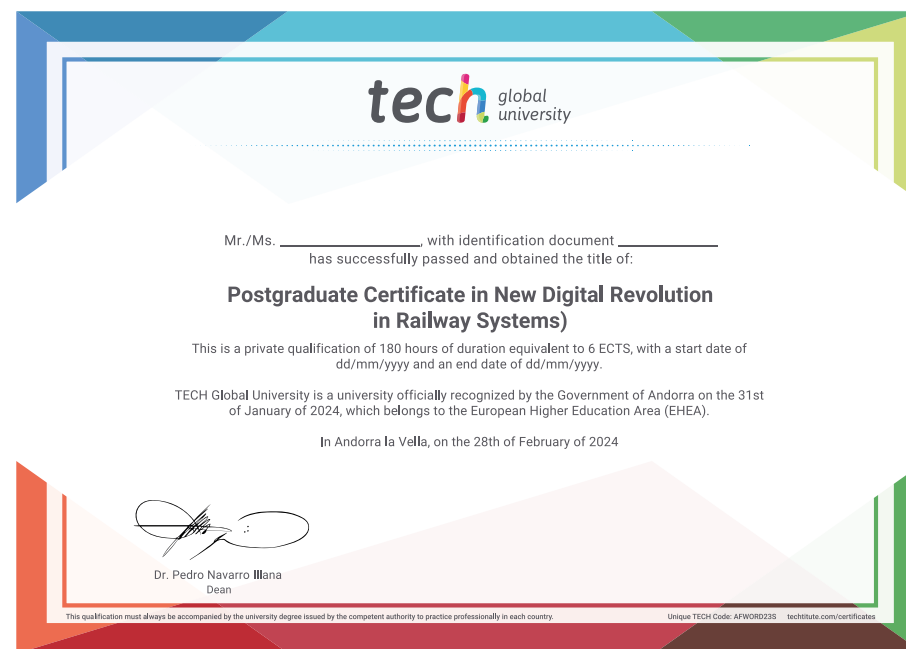 tech global
university
Mr./Ms. ____________________, with identification document ______________
has successfully passed and obtained the title of:
Postgraduate Certificate in New Digital Revolution
in Railway Systems)
This is a private qualification of 180 hours of duration equivalent to 6 ECTS, with a start date of
dd/mm/yyyy and an end date of dd/mm/yyyy.
TECH Global University is a university officially recognized by the Government of Andorra on the 31st
of January of 2024, which belongs to the European Higher Education Area (EHEA).
In Andorra la Vella, on the 28th of February of 2024
Dr. Pedro Navarro Illana
Dean
This qualification must always be accompanied by the university degree issued by the competent authority to practice professionally in each country. Unique TECH Code: AFWORD23S techtitute.com/certificates